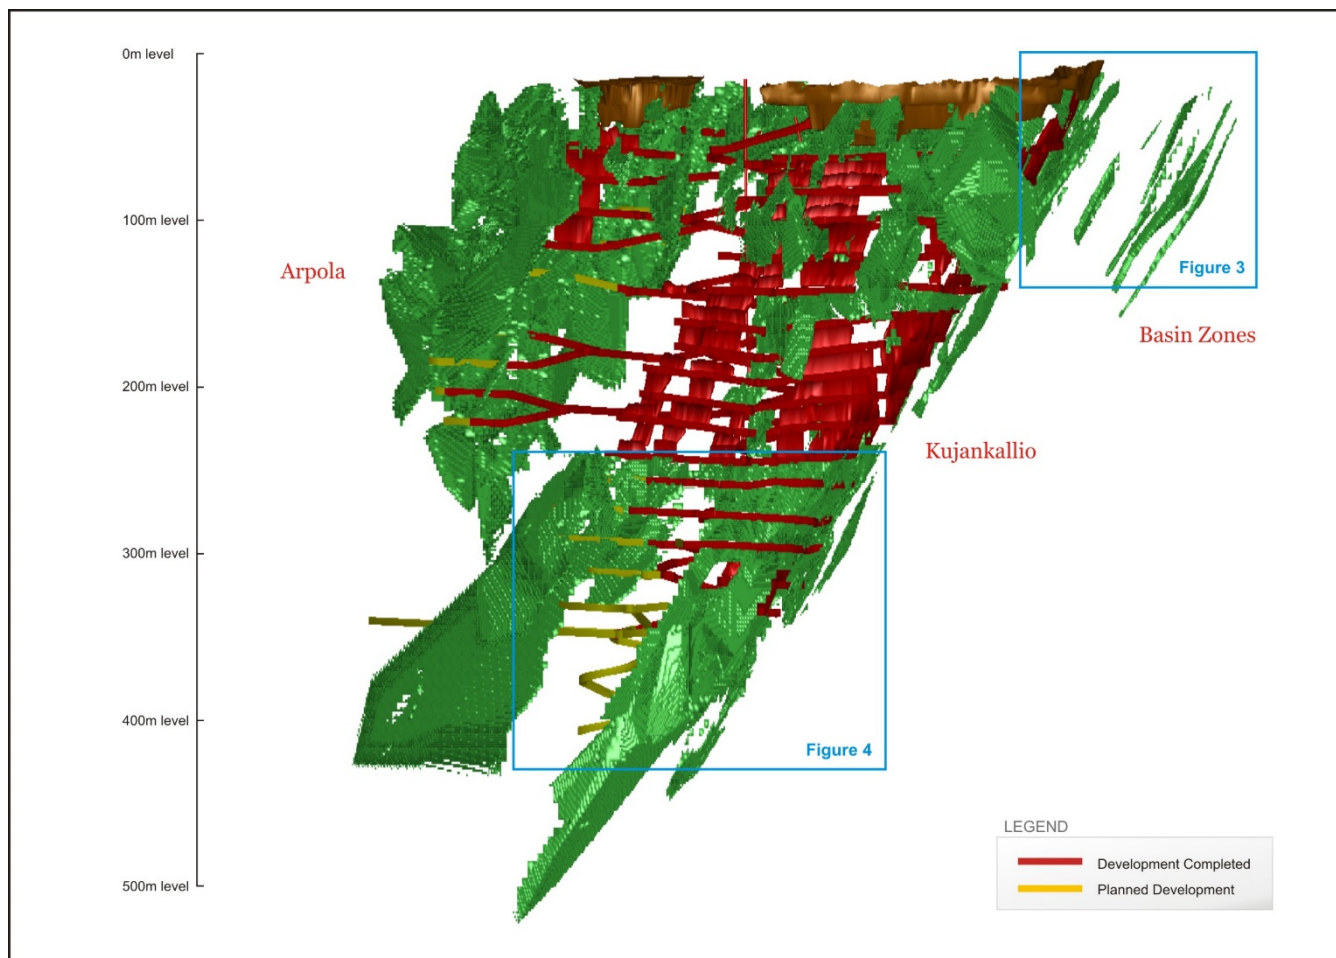 0m level
100m level
Arpola
Figure 3
Basin Zones
200m level
Kujankallio
300m level
400m level
Figure 4
500m level
LEGEND
Development Completed
Planned Development